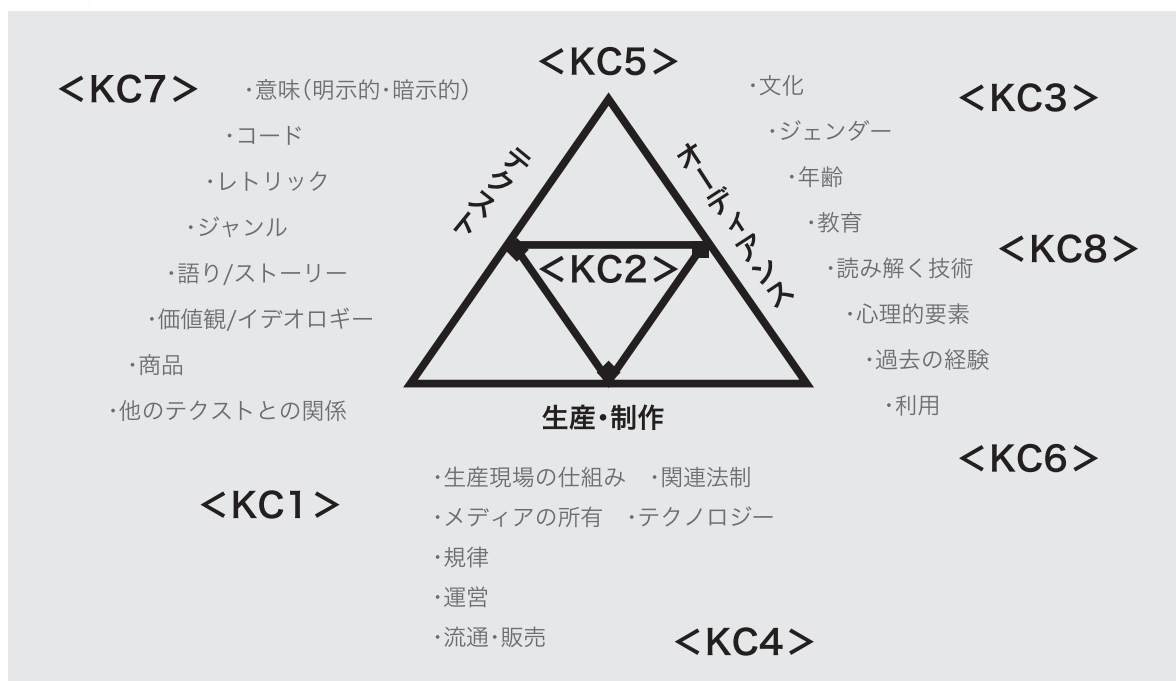 <KC5>
<KC7>
・意味(明示的・暗示的)
・コード
・レトリック
・ジャンル
・語り/ストーリー
・価値観/イデオロギー
・商品
・他のテクストとの関係
テクスト
<KC2>
オーディアンス
・文化
・ジェンダー
・年齢
・教育
・読み解く技術
・心理的要素
・過去の経験
・利用
<KC3>
<KC8>
<KC6>
生産・制作
・生産現場の仕組み ・関連法制
・メディアの所有 ・テクノロジー
・規律
・運営
・流通・販売
<KC1>
<KC4>